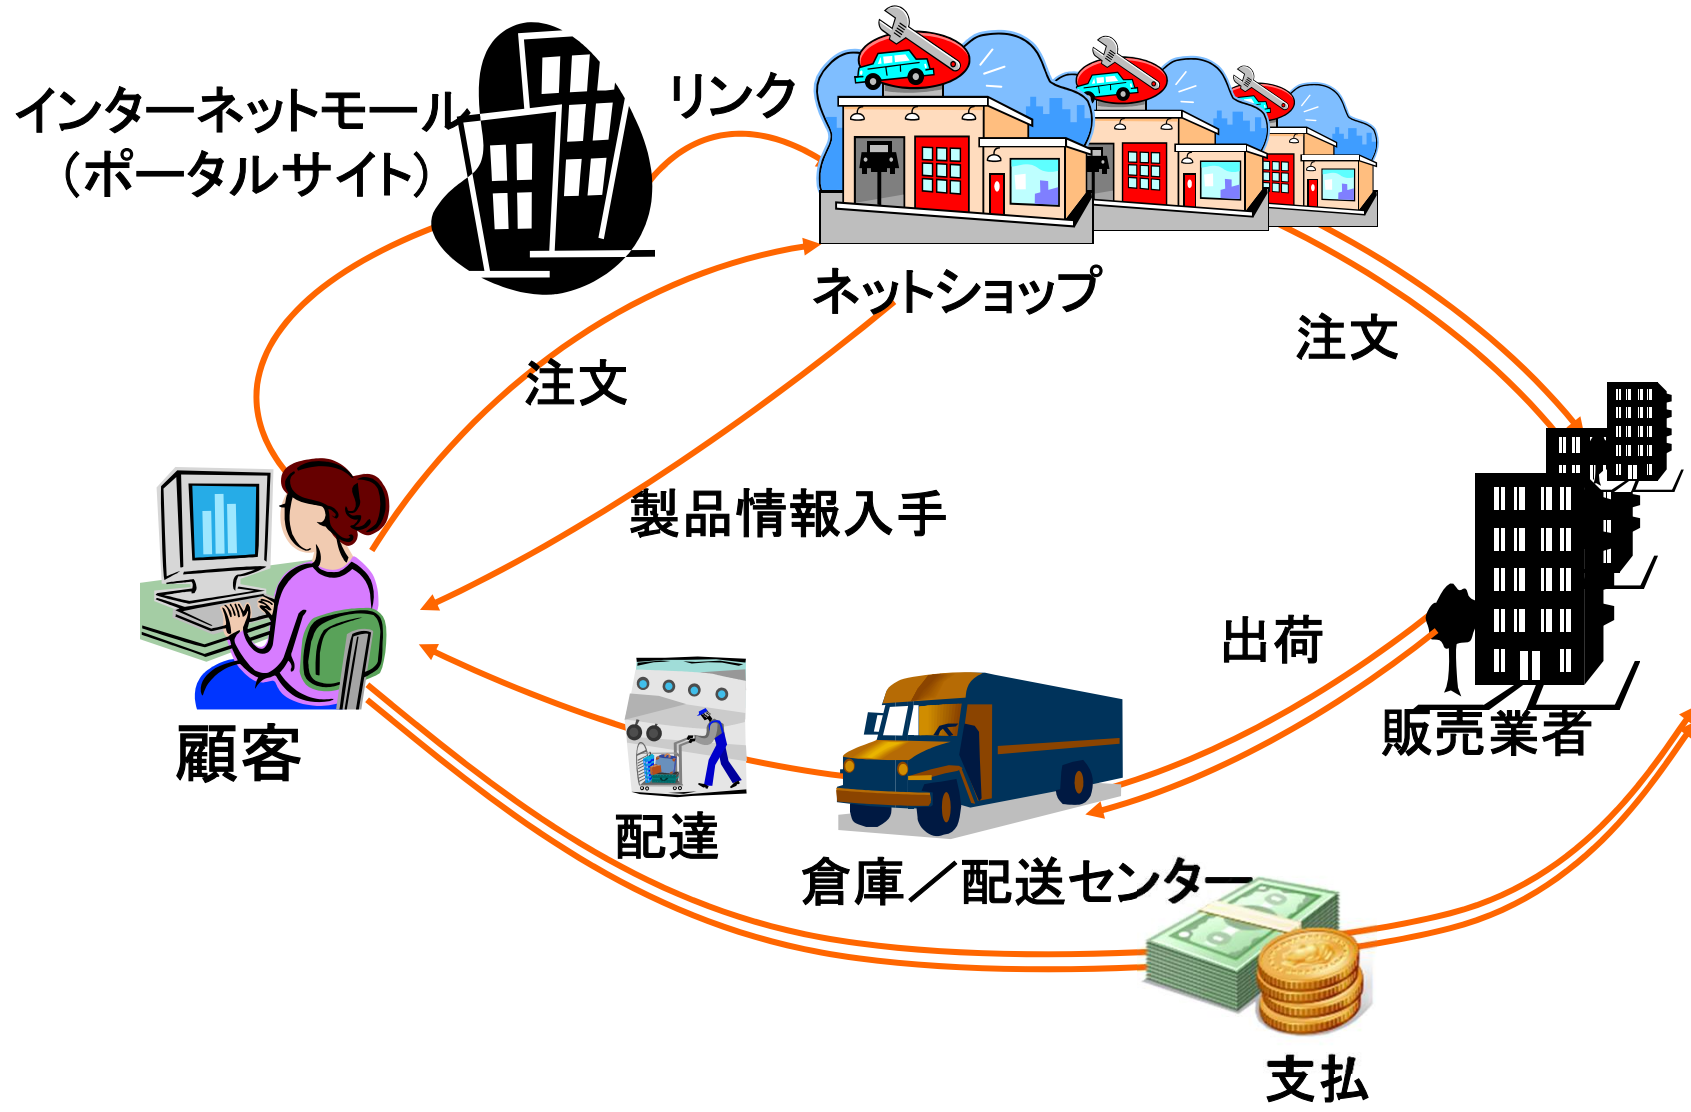 インターネットモール
（ポータルサイト）
リンク
ネットショップ
注文
注文
製品情報入手
出荷
販売業者
顧客
配達
倉庫／配送センター
支払